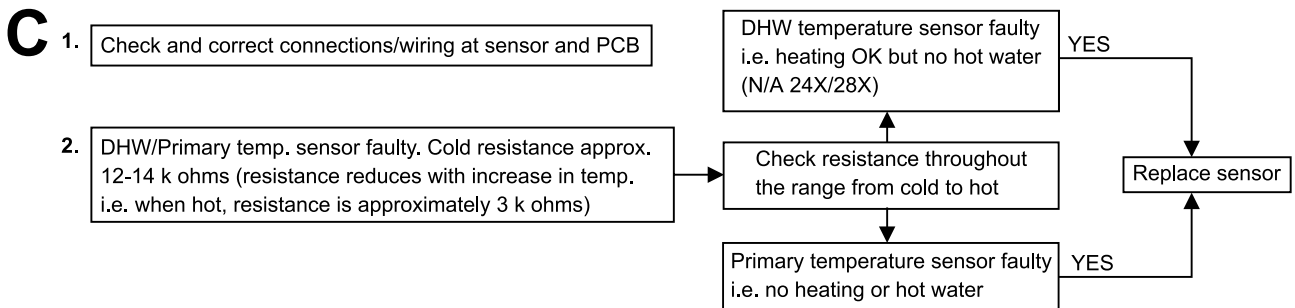 C
1. Check and correct connections/wiring at sensor and PCB
2. DHW/Primary temp. sensor faulty. Cold resistance approx.
12-14 k ohms (resistance reduces with increase in temp.
i.e. when hot, resistance is approximately 3 k ohms)
DHW temperature sensor faulty
i.e. heating OK but no hot water
(N/A 24X/28X)
YES
Check resistance throughout
the range from cold to hot
Replace sensor
Primary temperature sensor faulty
i.e. no heating or hot water
YES